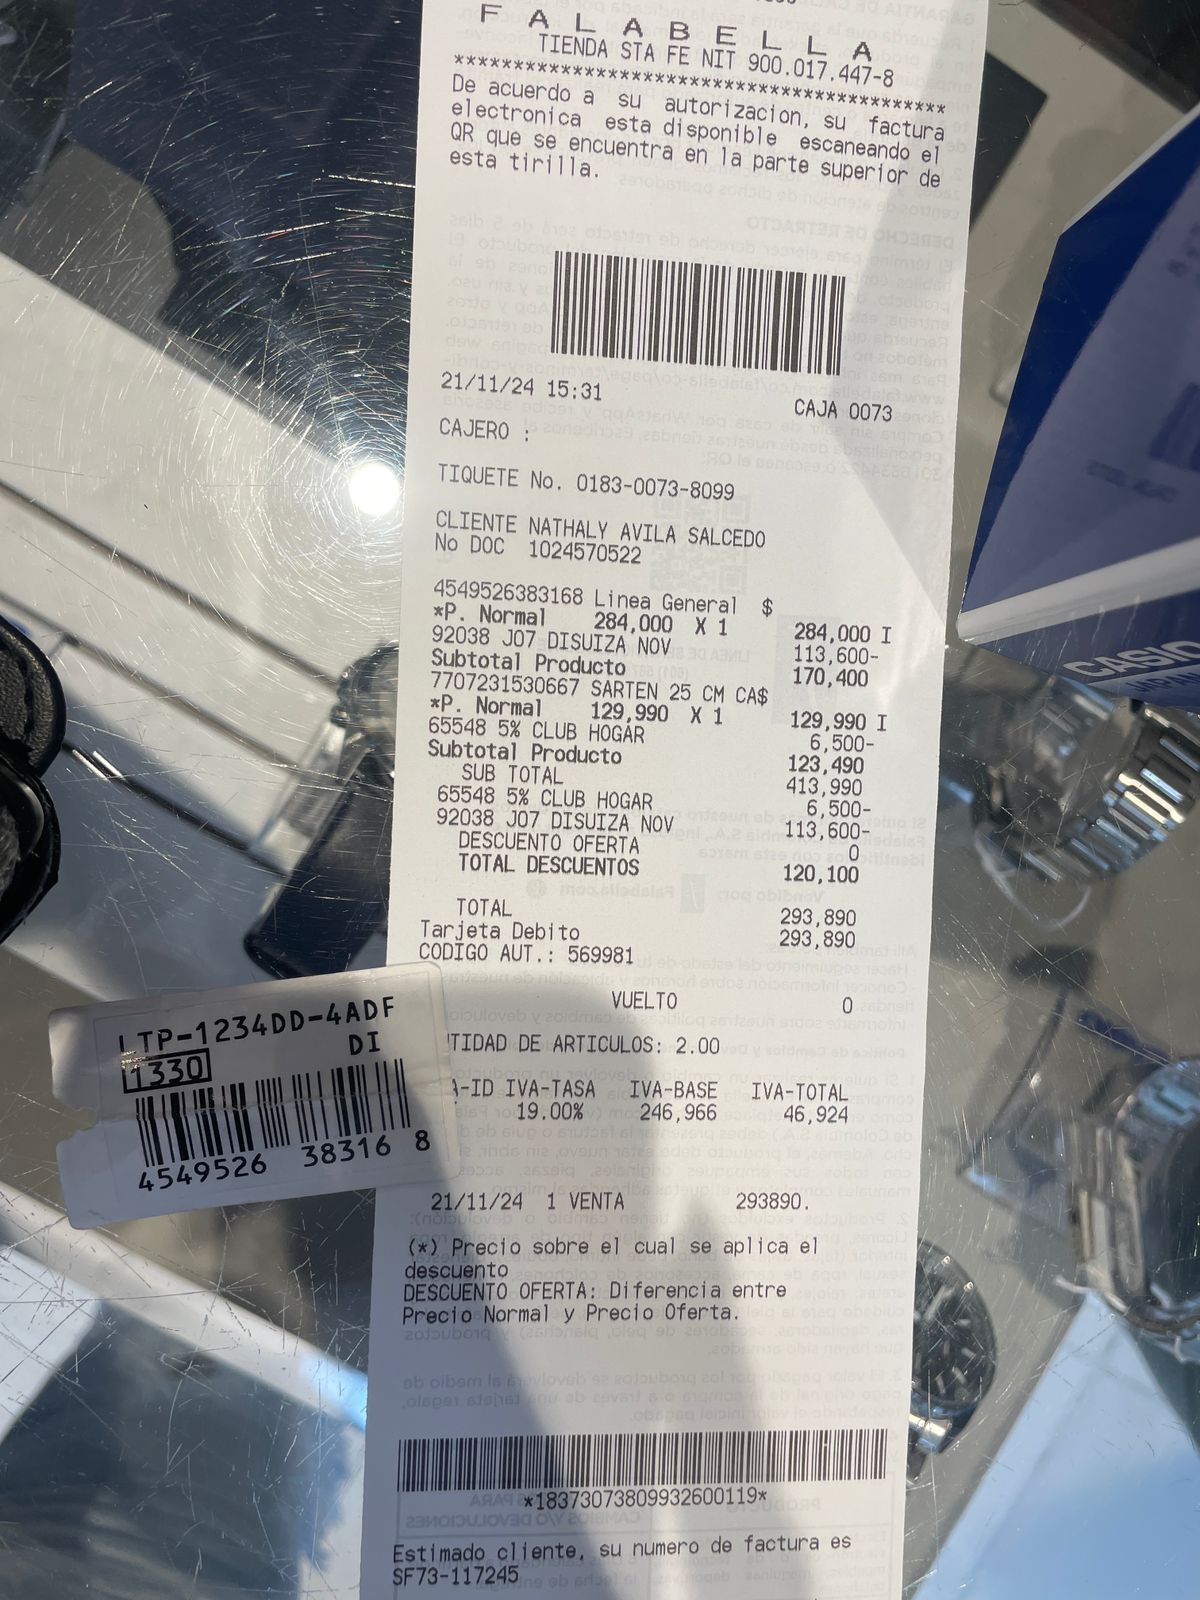 F A L A B E L L A
TIENDA STA FE NIT 900.017.447-8
******************************************
De acuerdo a su autorizacion, su factura
electronica esta disponible escaneando el
QR que se encuentra en la parte superior de
esta tirilla.
21/11/24 15:31 CAJA 0073
CAJERO :
TIQUETE No. 0183-0073-8099
CLIENTE NATHALY AVILA SALCEDO
No DOC 1024570522
4549526383168 Linea General $
*P. Normal 284,000 X 1 284,000 I
92038 J07 DISUIZA NOV 113,600-
Subtotal Producto 170,400
7707231530667 SARTEN 25 CM CA$
*P. Normal 129,990 X 1 129,990 I
65548 5% CLUB HOGAR 6,500-
Subtotal Producto 123,490
SUB TOTAL 413,990
65548 5% CLUB HOGAR 6,500-
92038 J07 DISUIZA NOV 113,600-
DESCUENTO OFERTA 0
TOTAL DESCUENTOS 120,100
TOTAL 293,890
Tarjeta Debito 293,890
CODIGO AUT.: 569981
VUELTO 0
TIDAD DE ARTICULOS: 2.00
A-ID IVA-TASA IVA-BASE IVA-TOTAL
19.00% 246,966 46,924
21/11/24 1 VENTA 293890.
(*) Precio sobre el cual se aplica el
descuento
DESCUENTO OFERTA: Diferencia entre
Precio Normal y Precio Oferta.
*18373073809932600119*
Estimado cliente, su numero de factura es
SF73-117245
LTP-1234DD-4ADF
DI
1330
4549526 38316 8
CASIO